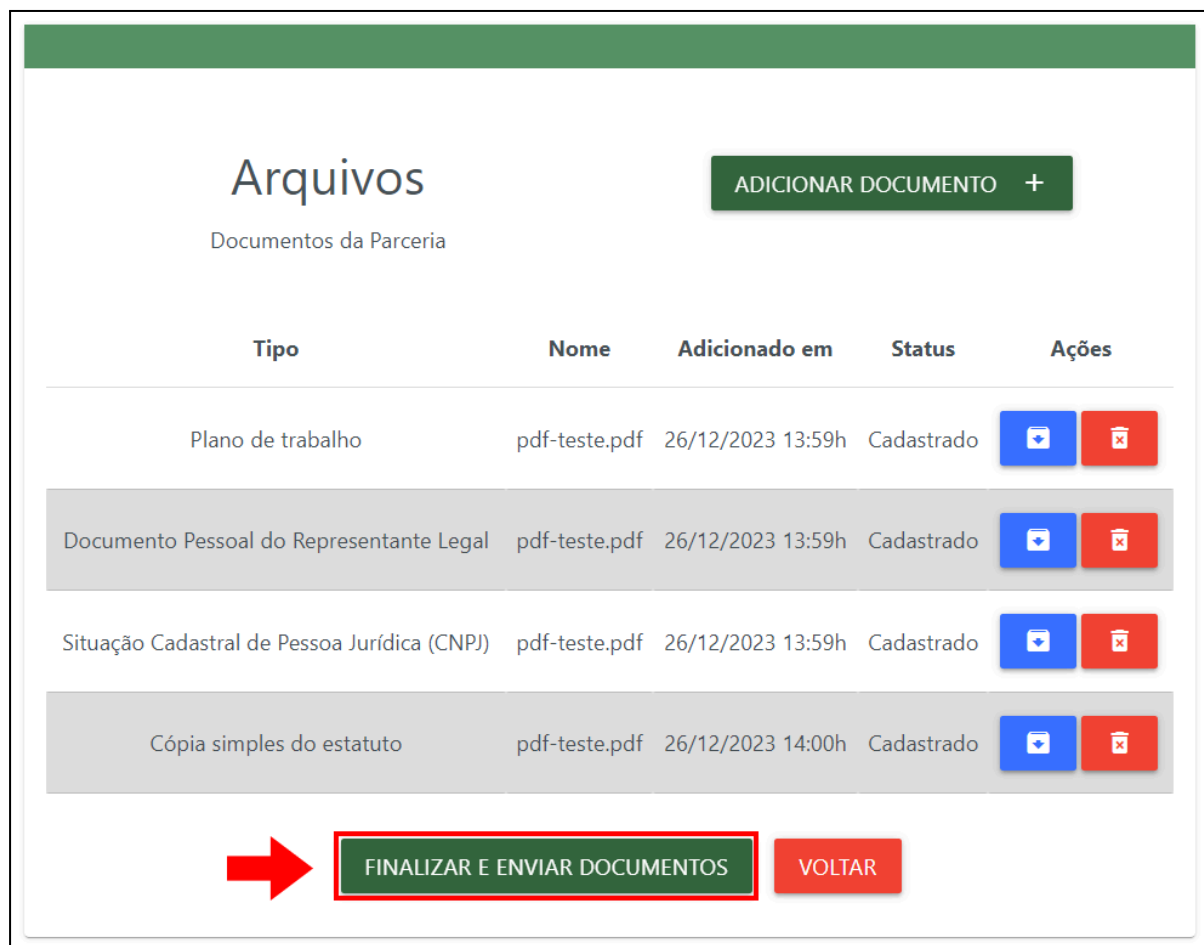 Arquivos
ADICIONAR DOCUMENTO +
Documentos da Parceria
Tipo Nome Adicionado em Status Ações
Plano de trabalho pdf-teste.pdf 26/12/2023 13:59h Cadastrado
Documento Pessoal do Representante Legal pdf-teste.pdf 26/12/2023 13:59h Cadastrado
Situação Cadastral de Pessoa Jurídica (CNPJ) pdf-teste.pdf 26/12/2023 13:59h Cadastrado
Cópia simples do estatuto pdf-teste.pdf 26/12/2023 14:00h Cadastrado
FINALIZAR E ENVIAR DOCUMENTOS VOLTAR